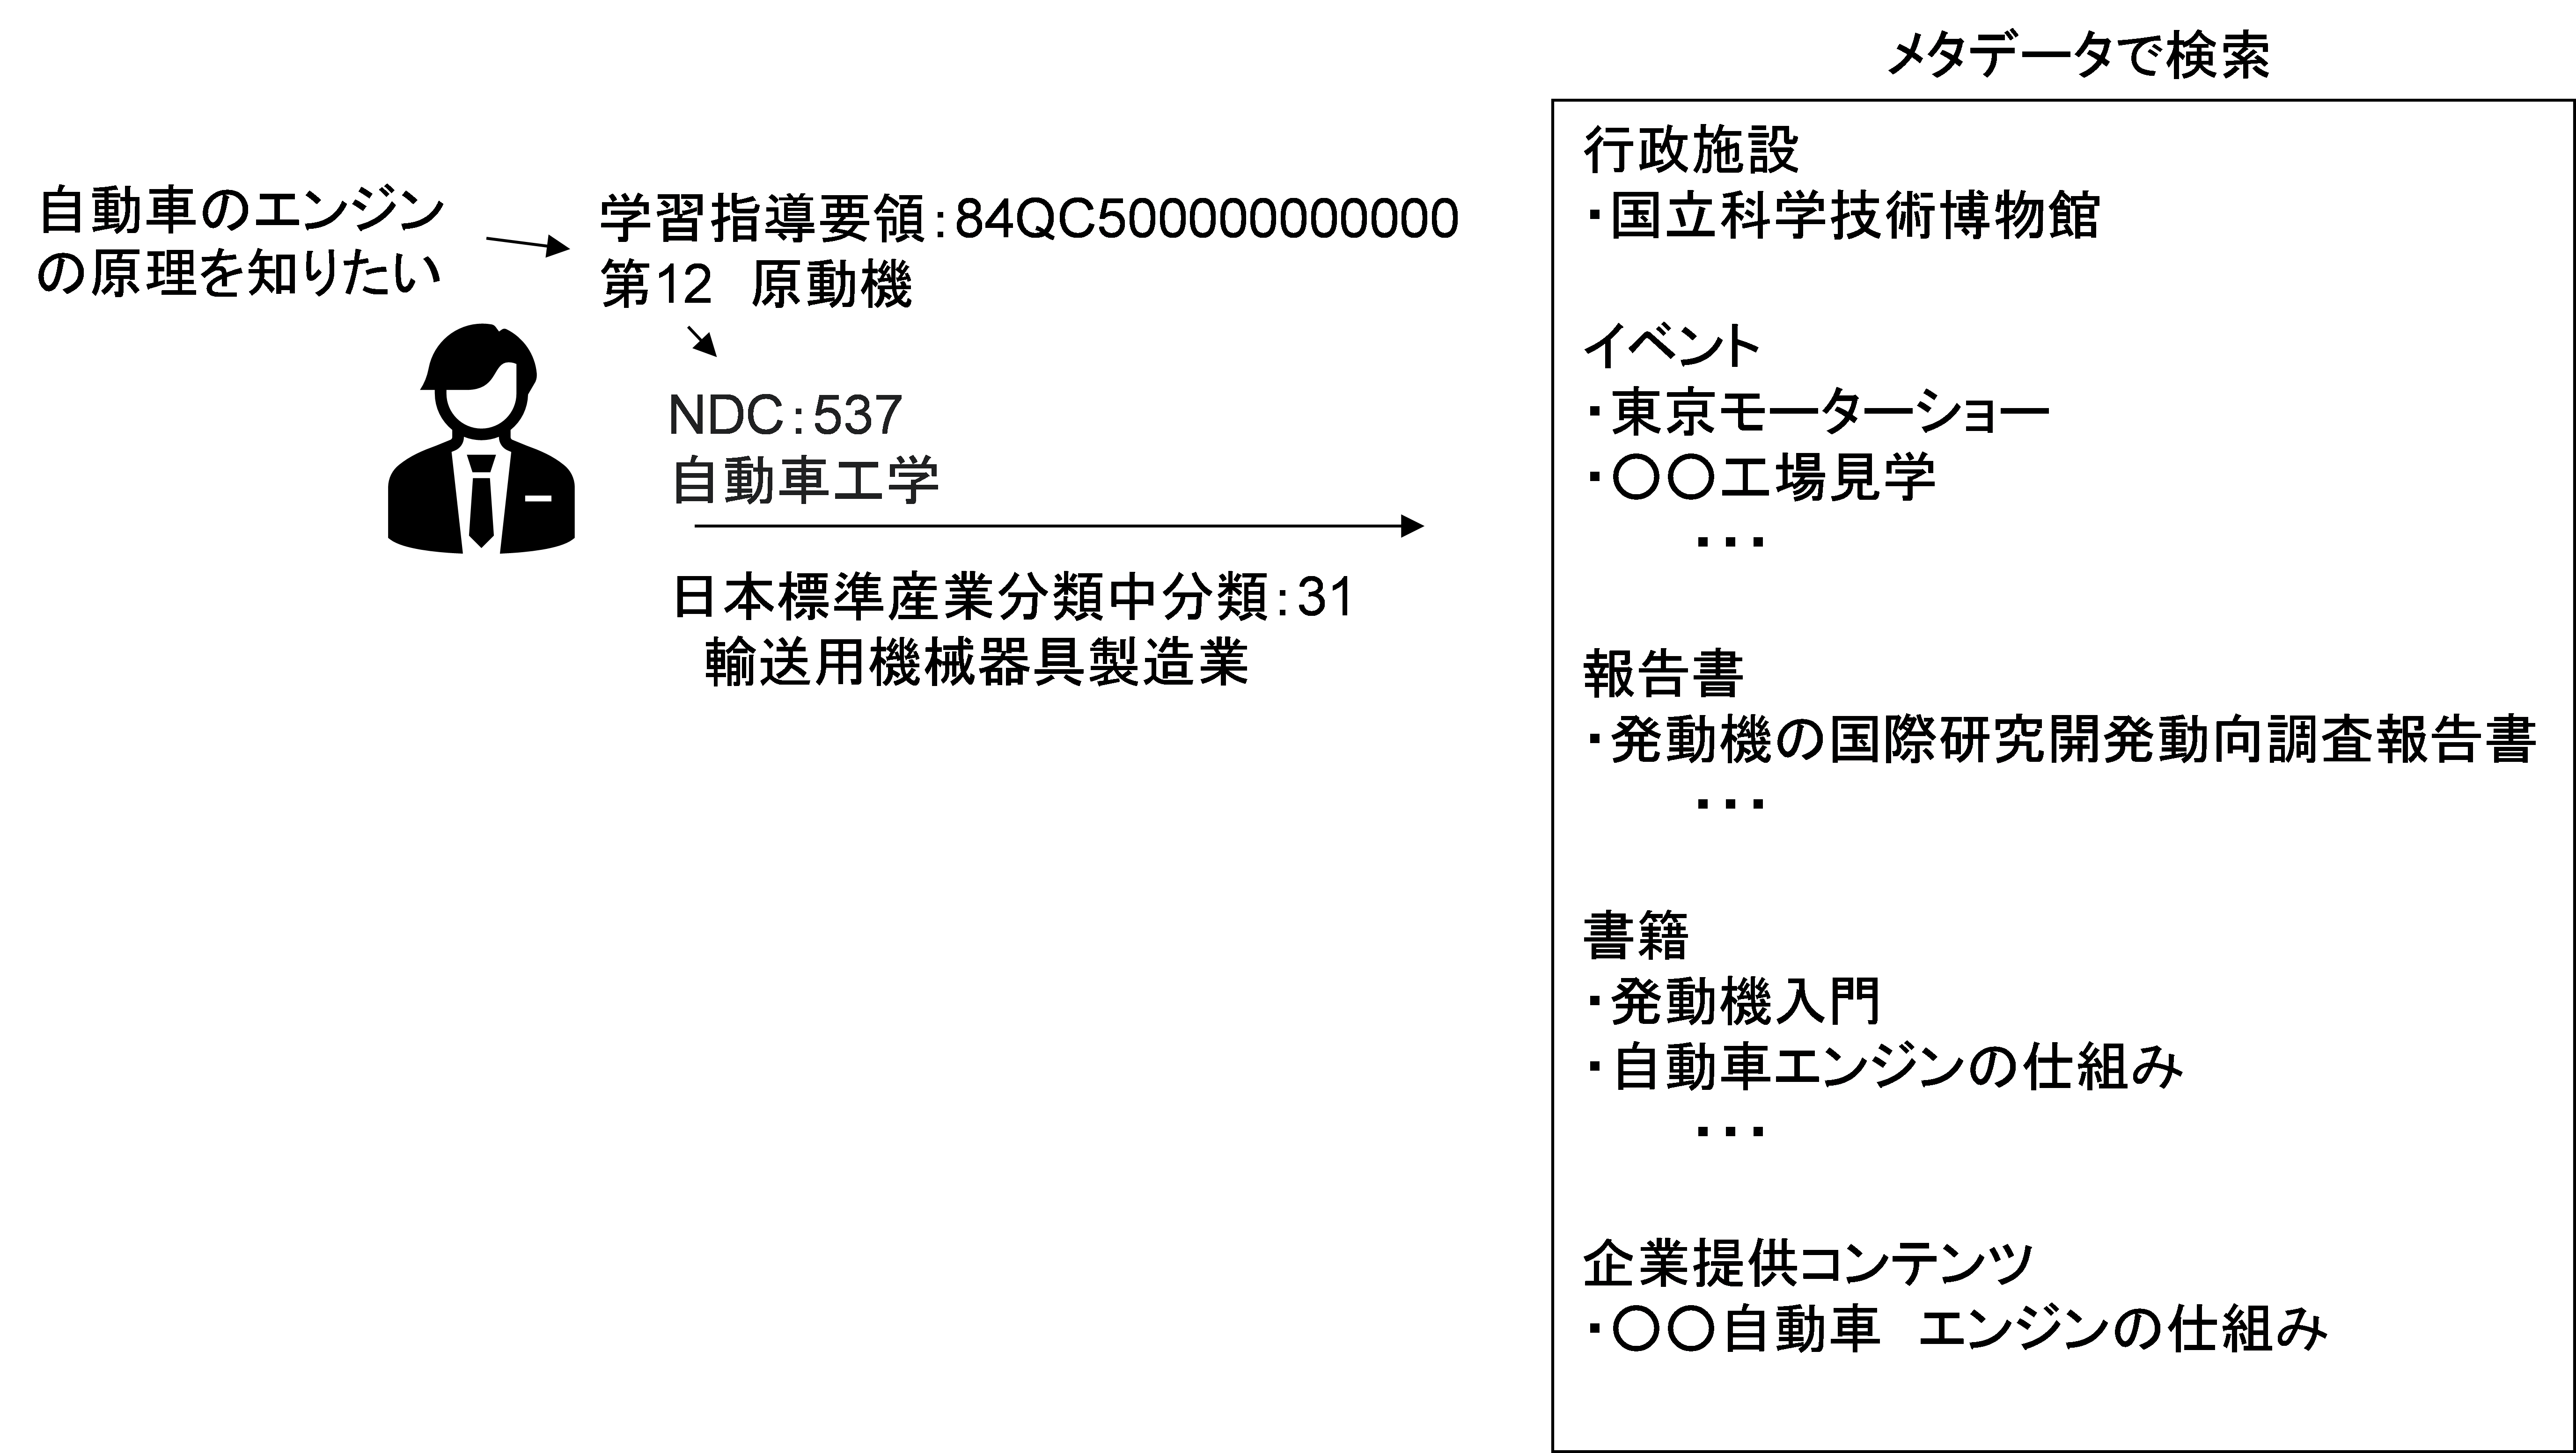 メタデータで検索
自動車のエンジン
の原理を知りたい
学習指導要領：84QC500000000000
第12　原動機
NDC：537
自動車工学
日本標準産業分類中分類：31
輸送用機械器具製造業
行政施設
・国立科学技術博物館
イベント
・東京モーターショー
・〇〇工場見学
・・・
報告書
・発動機の国際研究開発動向調査報告書
・・・
書籍
・発動機入門
・自動車エンジンの仕組み
・・・
企業提供コンテンツ
・〇〇自動車　エンジンの仕組み